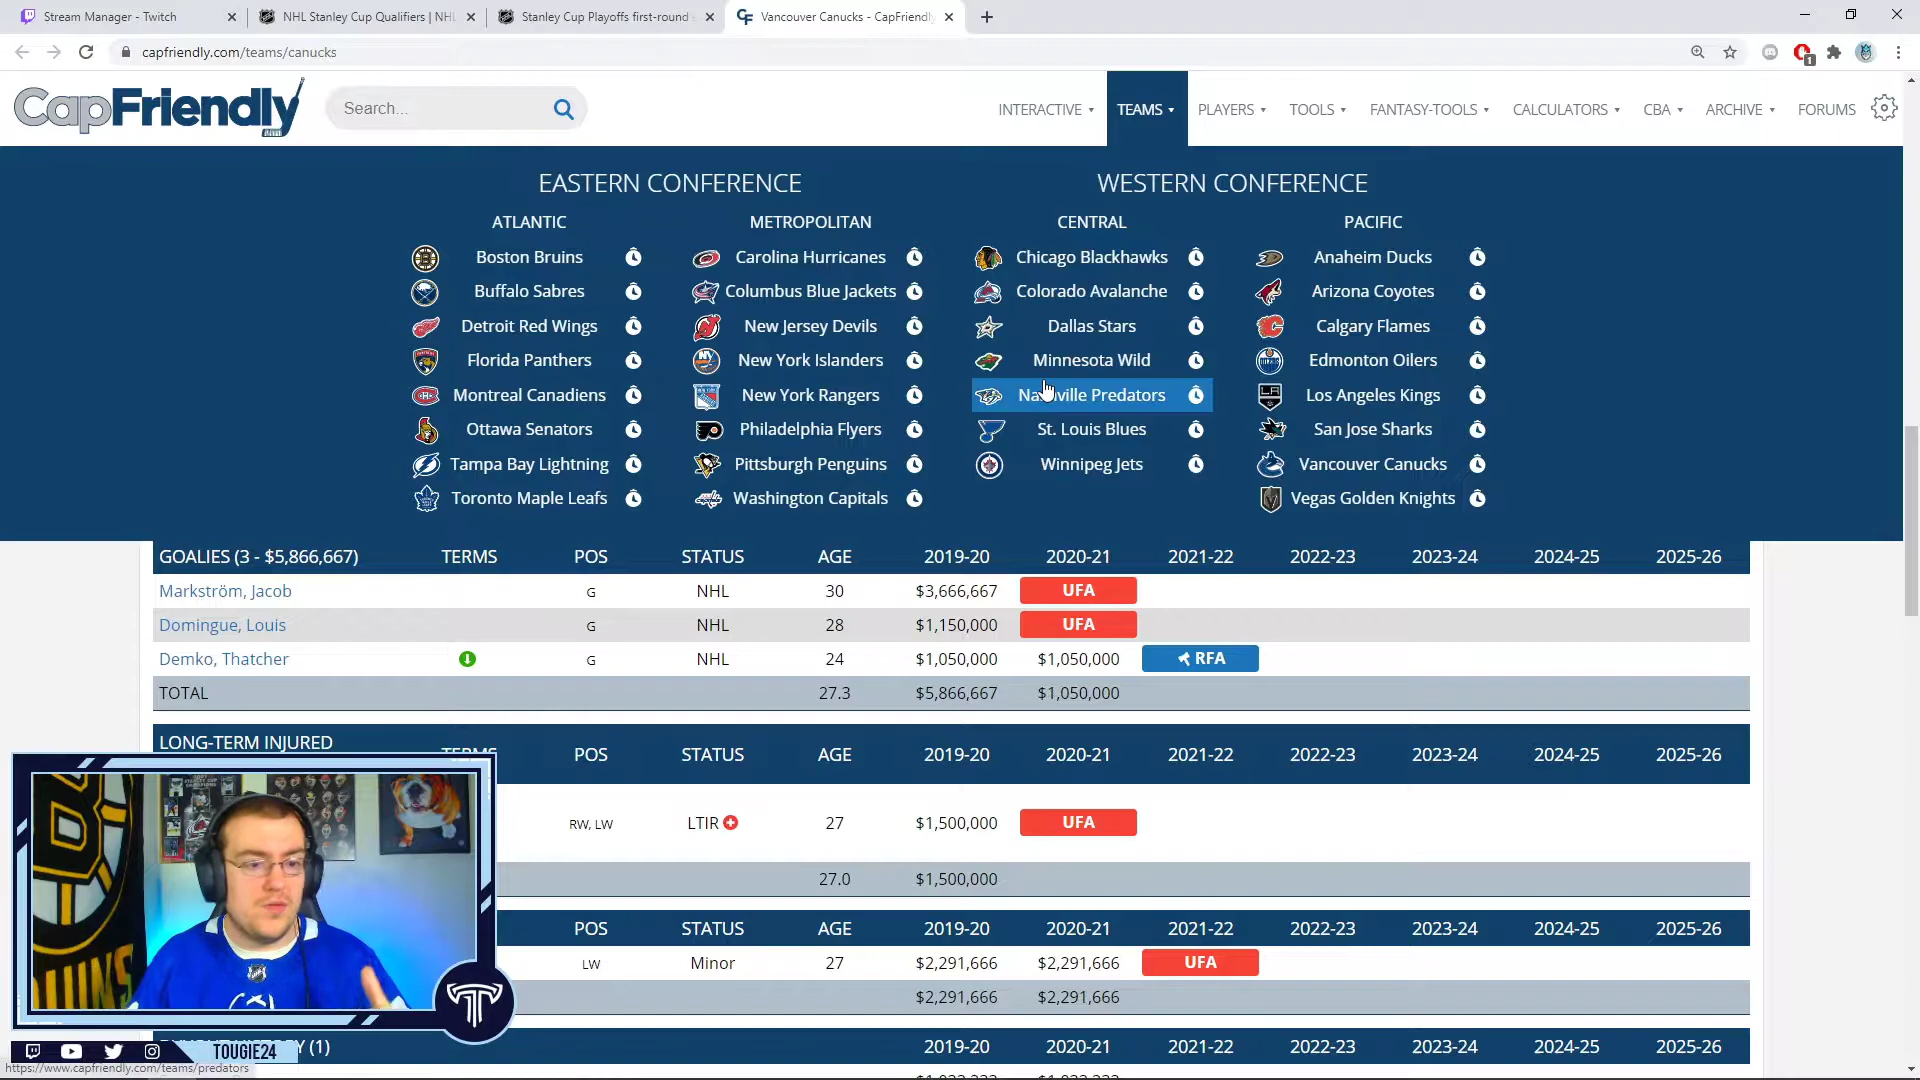 Stream Manager - Twitch
NHL Stanley Cup Qualifiers | NHL
Stanley Cup Playoffs first-round
Vancouver Canucks - CapFriendly
capfriendly.com/teams/canucks
1
CapFriendly
Search...
INTERACTIVE TEAMS PLAYERS TOOLS FANTASY-TOOLS CALCULATORS CBA ARCHIVE FORUMS
EASTERN CONFERENCE
WESTERN CONFERENCE
ATLANTIC METROPOLITAN CENTRAL PACIFIC
Boston Bruins Carolina Hurricanes Chicago Blackhawks Anaheim Ducks
Buffalo Sabres Columbus Blue Jackets Colorado Avalanche Arizona Coyotes
Detroit Red Wings New Jersey Devils Dallas Stars Calgary Flames
Florida Panthers New York Islanders Minnesota Wild Edmonton Oilers
Montreal Canadiens New York Rangers Nashville Predators Los Angeles Kings
Ottawa Senators Philadelphia Flyers St. Louis Blues San Jose Sharks
Tampa Bay Lightning Pittsburgh Penguins Winnipeg Jets Vancouver Canucks
Toronto Maple Leafs Washington Capitals Vegas Golden Knights
GOALIES (3 - $5,866,667) TERMS POS STATUS AGE 2019-20 2020-21 2021-22 2022-23 2023-24 2024-25 2025-26
Markström, Jacob G NHL 30 $3,666,667 UFA
Domingue, Louis G NHL 28 $1,150,000 UFA
Demko, Thatcher G NHL 24 $1,050,000 $1,050,000 RFA
TOTAL 27.3 $5,866,667 $1,050,000
LONG-TERM INJURED TERMS POS STATUS AGE 2019-20 2020-21 2021-22 2022-23 2023-24 2024-25 2025-26
RW, LW LTIR 27 $1,500,000 UFA
27.0 $1,500,000
POS STATUS AGE 2019-20 2020-21 2021-22 2022-23 2023-24 2024-25 2025-26
LW Minor 27 $2,291,666 $2,291,666 UFA
$2,291,666 $2,291,666
(1) 2019-20 2020-21 2021-22 2022-23 2023-24 2024-25 2025-26
TOUGIE24
https://www.capfriendly.com/teams/predators